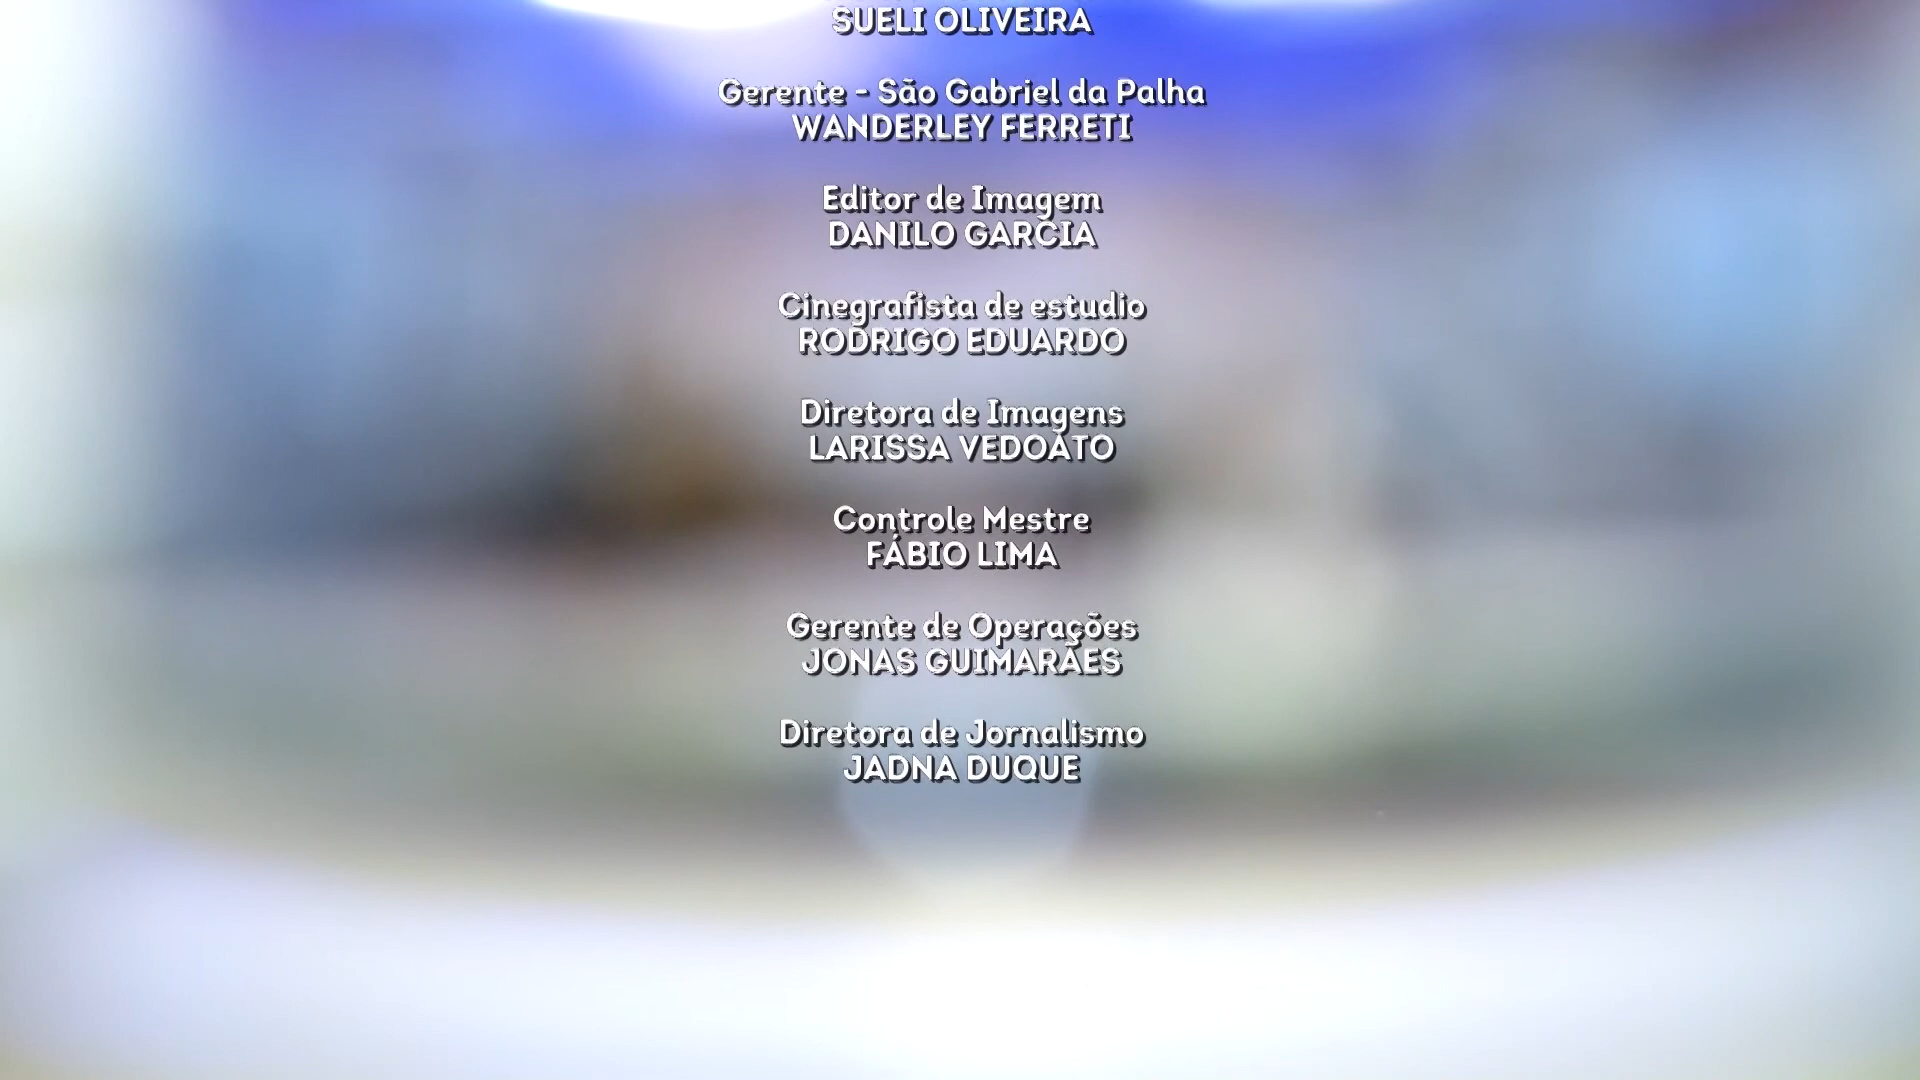 SUELI OLIVEIRA
Gerente - São Gabriel da Palha
WANDERLEY FERRETI
Editor de Imagem
DANILO GARCIA
Cinegrafista de estudio
RODRIGO EDUARDO
Diretora de Imagens
LARISSA VEDOATO
Controle Mestre
FÁBIO LIMA
Gerente de Operações
JONAS GUIMARÃES
Diretora de Jornalismo
JADNA DUQUE